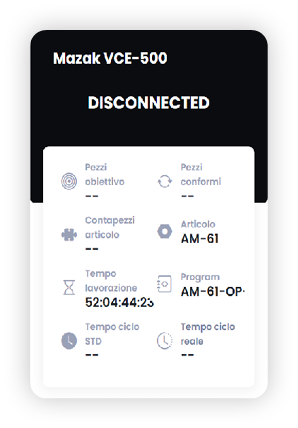 Mazak VCE-500
DISCONNECTED
Pezzi obiettivo
--
Pezzi conformi
--
Contapezzi articolo
--
Articolo
AM-61
Tempo lavorazione
52:04:44:23
Program
AM-61-OP-
Tempo ciclo STD
--
Tempo ciclo reale
--